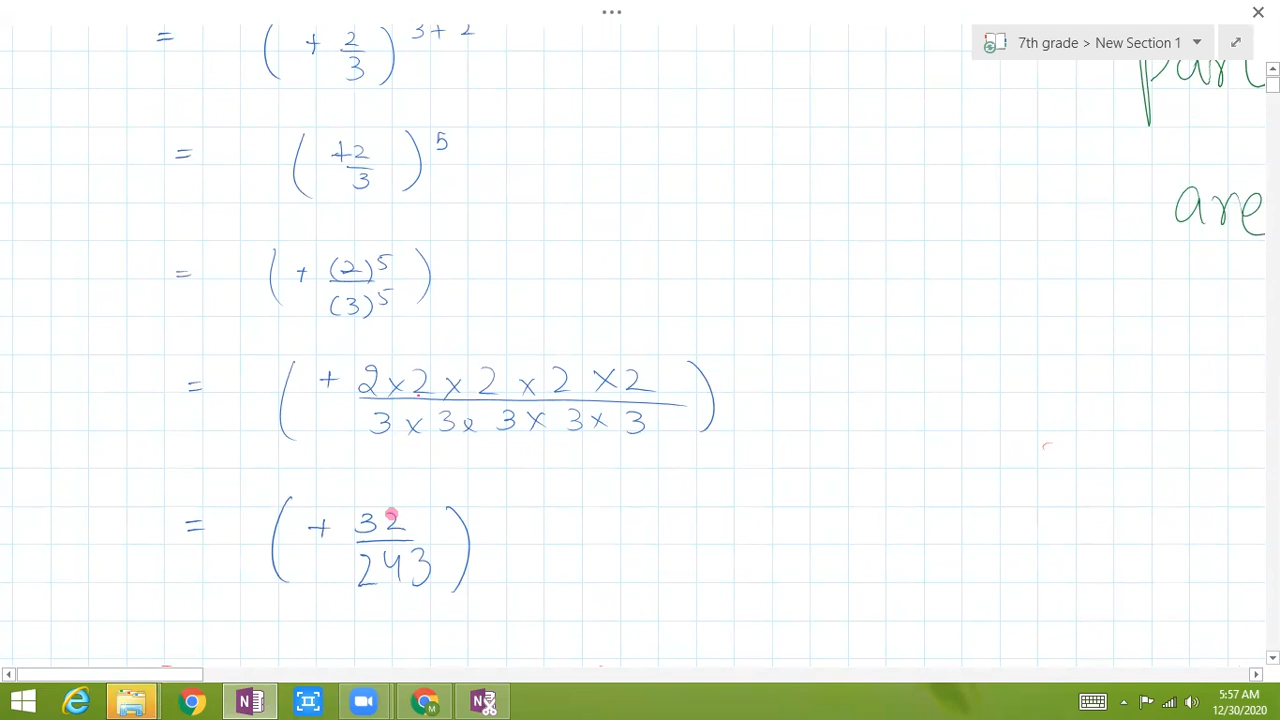 = ( + 2/3 )^3+2
7th grade > New Section 1
par
= ( +2/3 )^5
are
= ( + (2)^5/(3)^5 )
= ( + 2 × 2 × 2 × 2 × 2 / 3 × 3 × 3 × 3 × 3 )
= ( + 32/243 )
5:57 AM
12/30/2020